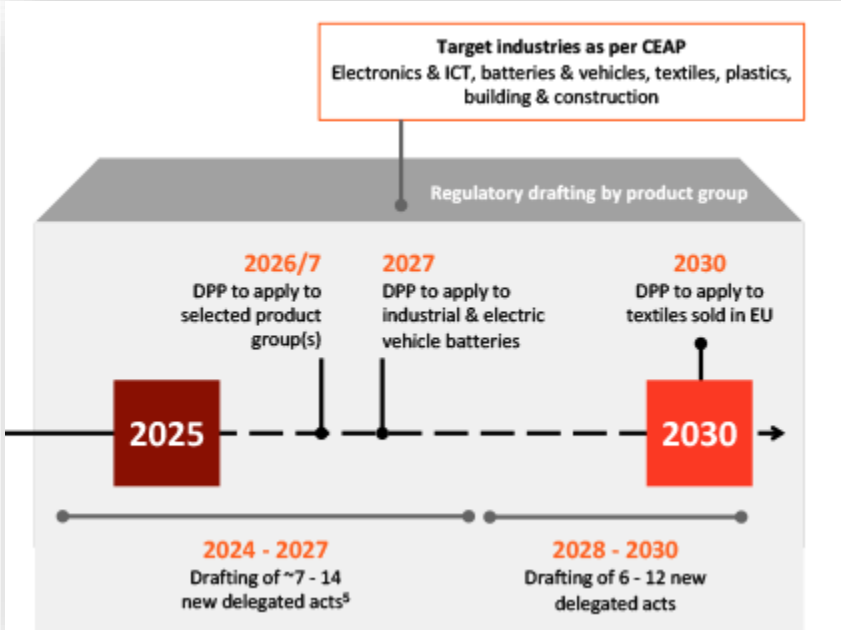 Target industries as per CEAP
Electronics & ICT, batteries & vehicles, textiles, plastics,
building & construction
Regulatory drafting by product group
2026/7
DPP to apply to
selected product
group(s)
2027
DPP to apply to
industrial & electric
vehicle batteries
2030
DPP to apply to
textiles sold in EU
2025
2030
2024 - 2027
Drafting of ~7 - 14
new delegated acts⁵
2028 - 2030
Drafting of 6 - 12 new
delegated acts